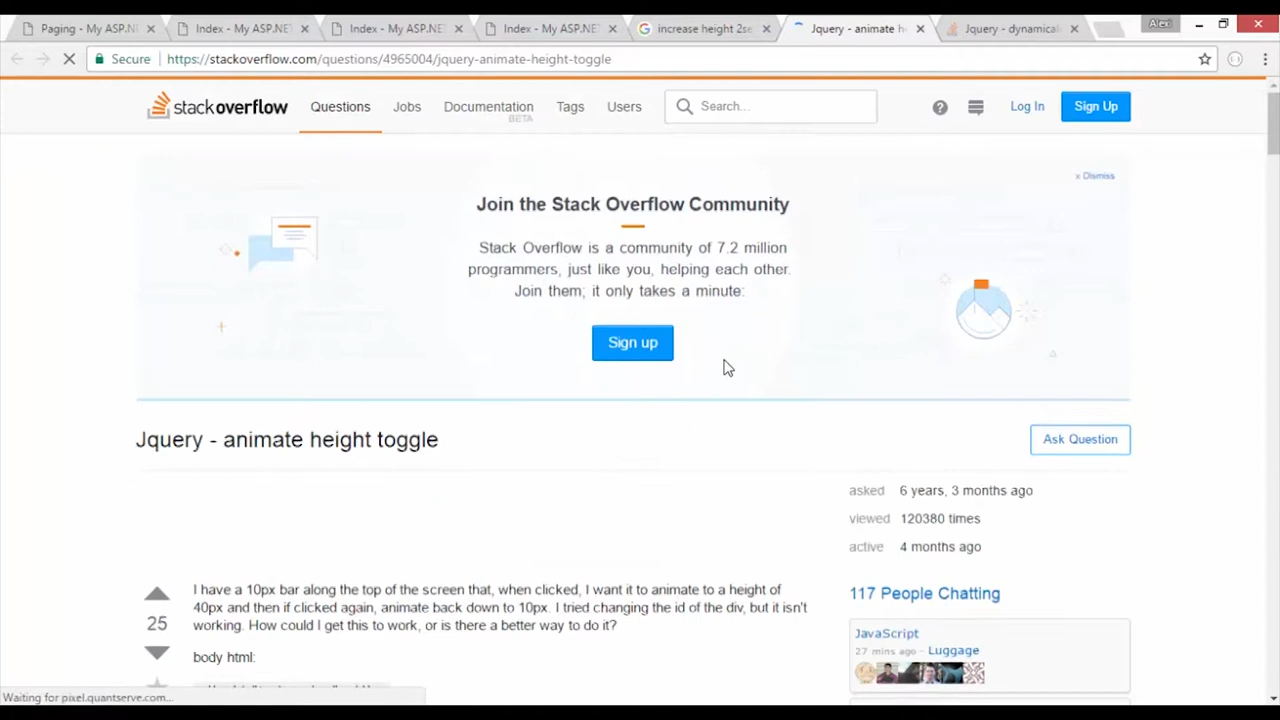 Paging - My ASP.NE
Index - My ASP.NET
Index - My ASP.NET
Index - My ASP.NET
increase height 2se
Jquery - animate he
Jquery - dynamical
Alexi
Secure
https://stackoverflow.com/questions/4965004/jquery-animate-height-toggle
stackoverflow
Questions
Jobs
Documentation
BETA
Tags
Users
Search...
Log In
Sign Up
x Dismiss
Join the Stack Overflow Community
Stack Overflow is a community of 7.2 million
programmers, just like you, helping each other.
Join them; it only takes a minute:
Sign up
Jquery - animate height toggle
Ask Question
asked 6 years, 3 months ago
viewed 120380 times
active 4 months ago
25
I have a 10px bar along the top of the screen that, when clicked, I want it to animate to a height of
40px and then if clicked again, animate back down to 10px. I tried changing the id of the div, but it isn't
working. How could I get this to work, or is there a better way to do it?
body html:
117 People Chatting
JavaScript
27 mins ago - Luggage
Waiting for pixel.quantserve.com...